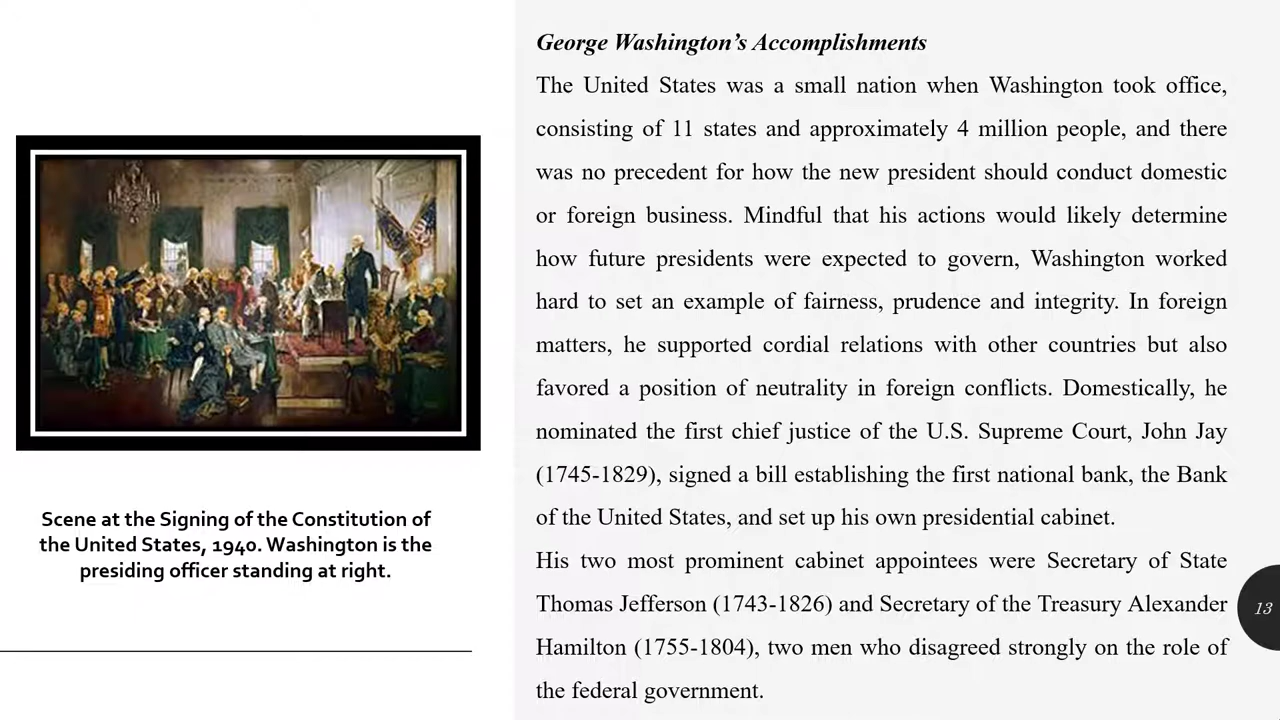 George Washington's Accomplishments
The United States was a small nation when Washington took office,
consisting of 11 states and approximately 4 million people, and there
was no precedent for how the new president should conduct domestic
or foreign business. Mindful that his actions would likely determine
how future presidents were expected to govern, Washington worked
hard to set an example of fairness, prudence and integrity. In foreign
matters, he supported cordial relations with other countries but also
favored a position of neutrality in foreign conflicts. Domestically, he
nominated the first chief justice of the U.S. Supreme Court, John Jay
(1745-1829), signed a bill establishing the first national bank, the Bank
of the United States, and set up his own presidential cabinet.
His two most prominent cabinet appointees were Secretary of State
Thomas Jefferson (1743-1826) and Secretary of the Treasury Alexander
Hamilton (1755-1804), two men who disagreed strongly on the role of
the federal government.
Scene at the Signing of the Constitution of
the United States, 1940. Washington is the
presiding officer standing at right.
13